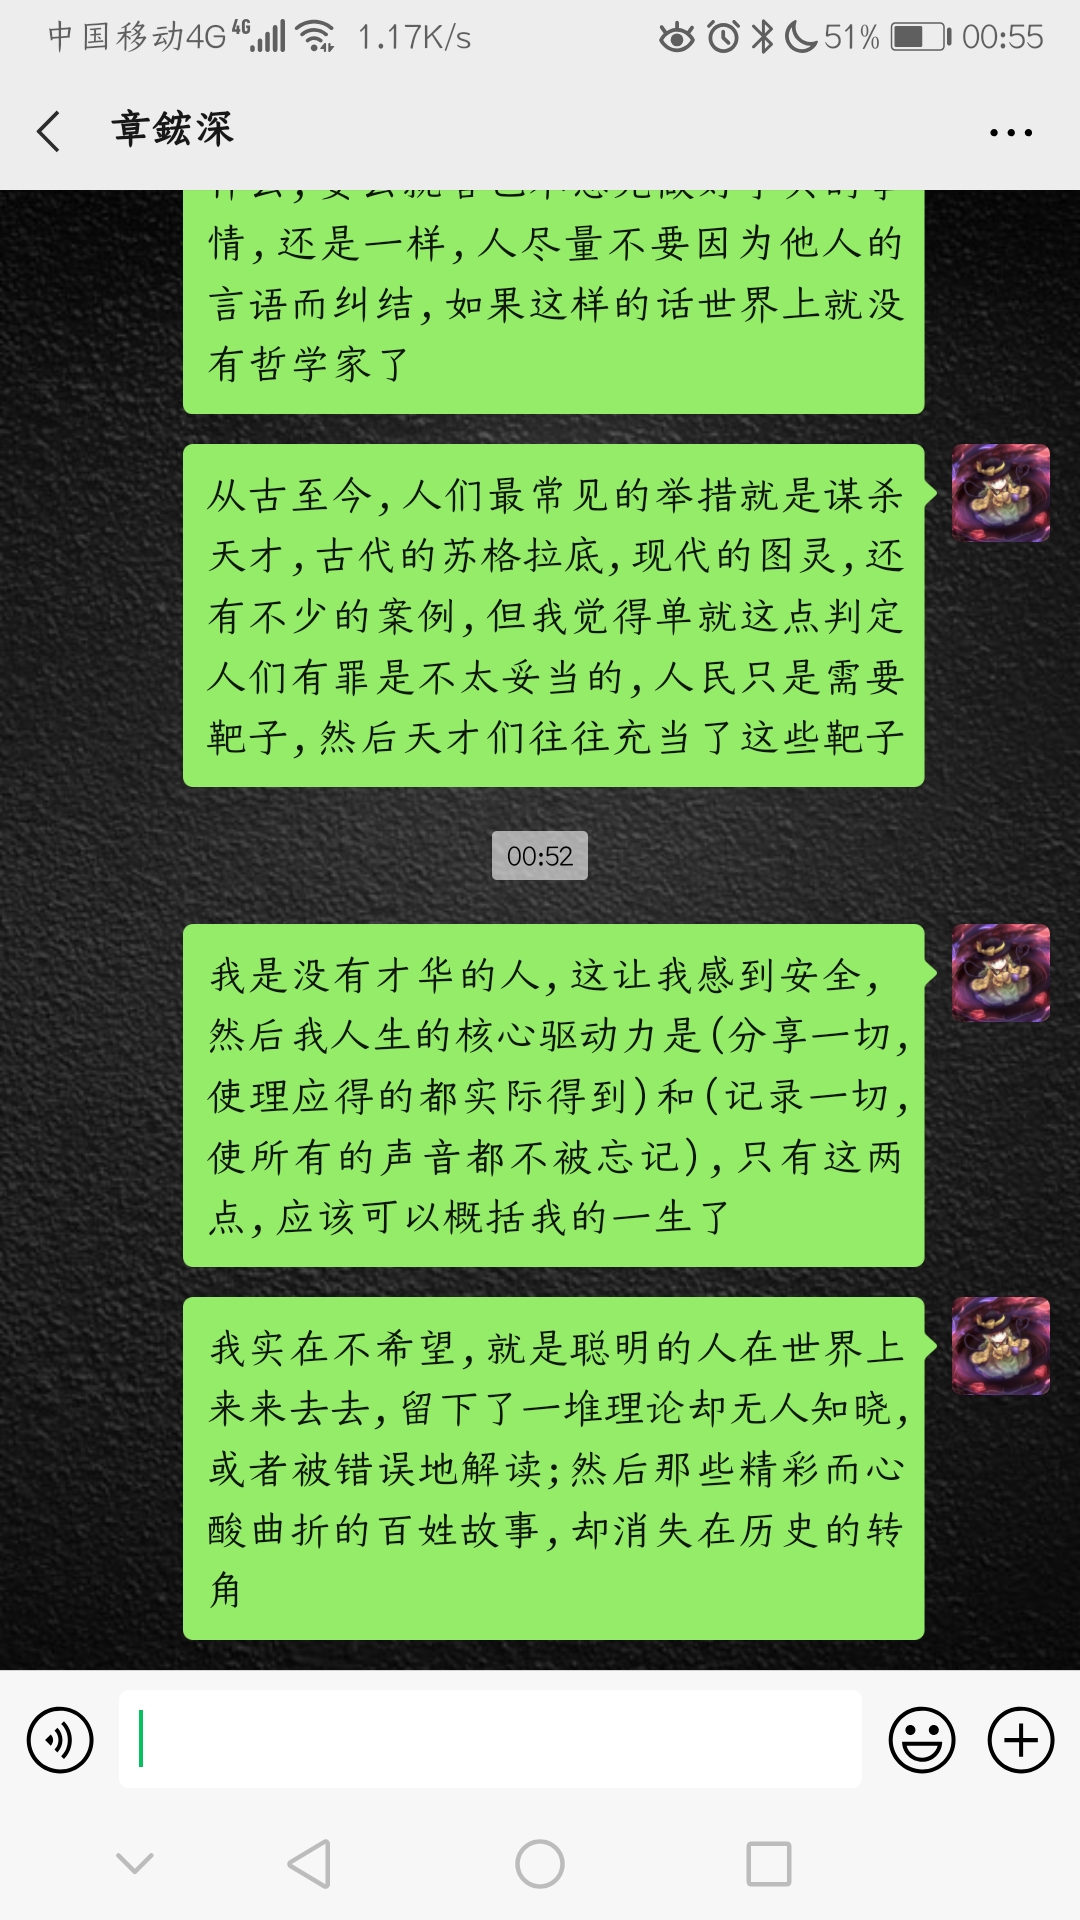 中国移动4G 4G 1.17K/s 51% 00:55
章鋐深
情,还是一样,人尽量不要因为他人的
言语而纠结,如果这样的话世界上就没
有哲学家了
从古至今,人们最常见的举措就是谋杀
天才,古代的苏格拉底,现代的图灵,还
有不少的案例,但我觉得单就这点判定
人们有罪是不太妥当的,人民只是需要
靶子,然后天才们往往充当了这些靶子
00:52
我是没有才华的人,这让我感到安全,
然后我人生的核心驱动力是(分享一切,
使理应得的都实际得到)和(记录一切,
使所有的声音都不被忘记),只有这两
点,应该可以概括我的一生了
我实在不希望,就是聪明的人在世界上
来来去去,留下了一堆理论却无人知晓,
或者被错误地解读;然后那些精彩而心
酸曲折的百姓故事,却消失在历史的转
角